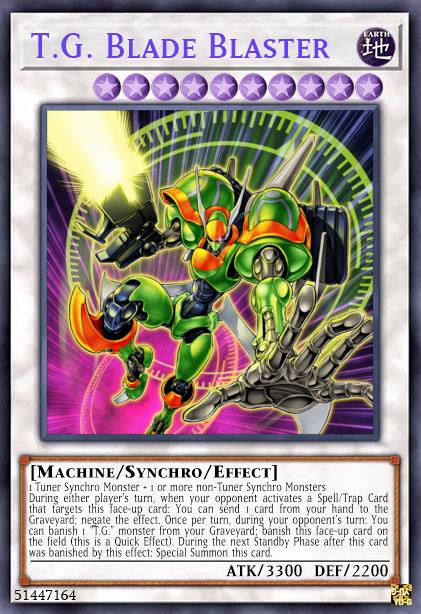 T.G. Blade Blaster
EARTH
地
[Machine/Synchro/Effect]
1 Tuner Synchro Monster + 1 or more non-Tuner Synchro Monsters
During either player's turn, when your opponent activates a Spell/Trap Card
that targets this face-up card: You can send 1 card from your hand to the
Graveyard; negate the effect. Once per turn, during your opponent's turn: You
can banish 1 "T.G." monster from your Graveyard; banish this face-up card on
the field (this is a Quick Effect). During the next Standby Phase after this card
was banished by this effect: Special Summon this card.
ATK/3300 DEF/2200
51447164